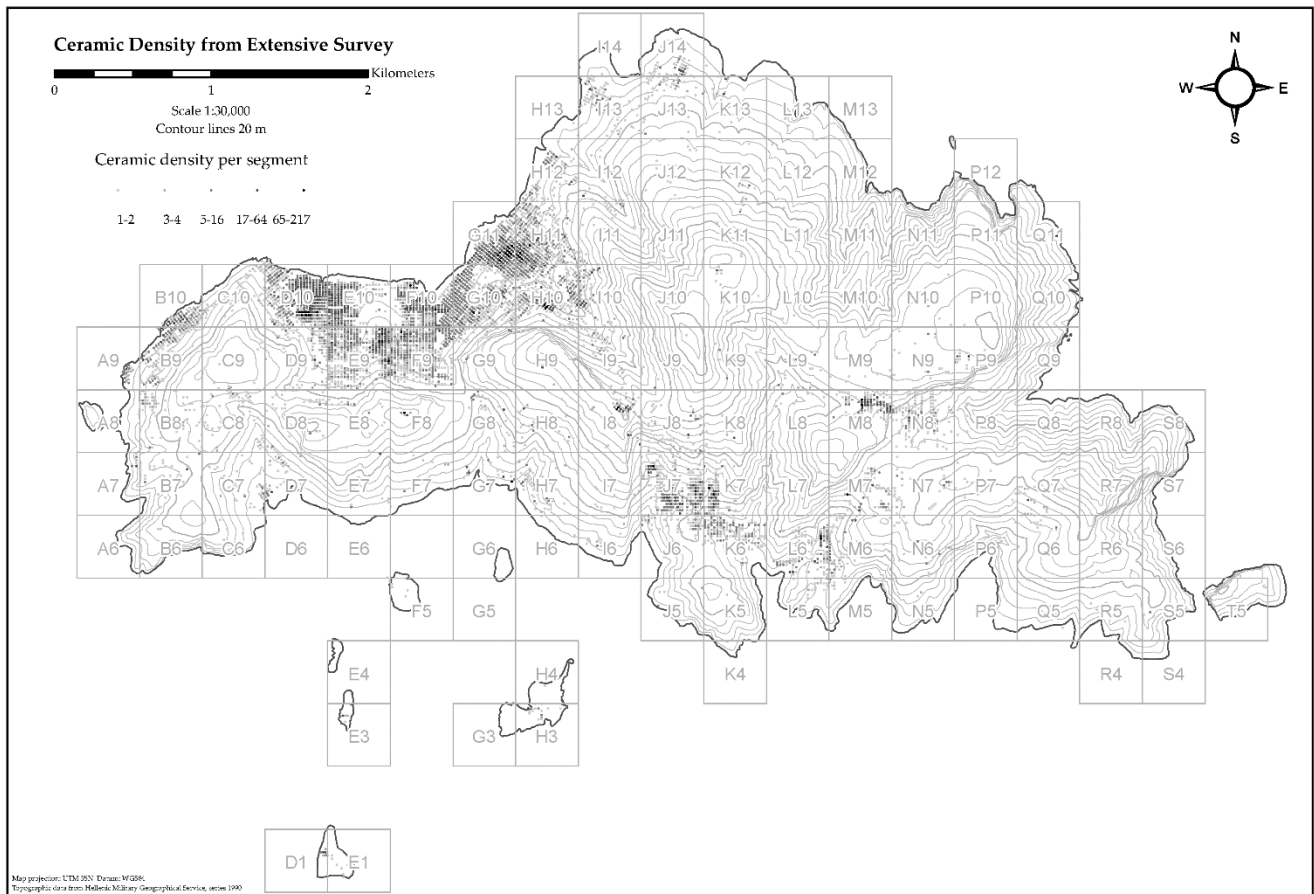 Ceramic Density from Extensive Survey
Kilometers
0 1 2
Scale 1:30,000
Contour lines 20 m
Ceramic density per segment
1-2 3-4 5-16 17-64 65-217
N
W E
S
I14 J14
H13 I13 J13 K13 L13 M13
H12 I12 J12 K12 L12 M12 P12
G11 H11 I11 J11 K11 L11 M11 N11 P11 Q11
B10 C10 D10 E10 F10 G10 H10 I10 J10 K10 L10 M10 N10 P10 Q10
A9 B9 C9 D9 E9 F9 G9 H9 I9 J9 K9 L9 M9 N9 P9 Q9
A8 B8 C8 D8 E8 F8 G8 H8 I8 J8 K8 L8 M8 N8 P8 Q8 R8 S8
A7 B7 C7 D7 E7 F7 G7 H7 I7 J7 K7 L7 M7 N7 P7 Q7 R7 S7
A6 B6 C6 D6 E6 G6 H6 I6 J6 K6 L6 M6 N6 P6 Q6 R6 S6
F5 G5 J5 K5 L5 M5 N5 P5 Q5 R5 S5 T5
E4 H4 K4 R4 S4
E3 G3 H3
D1 E1
Map projection: UTM 35N Datum: WGS84
Topographic data from Hellenic Military Geographical Service, series 1990